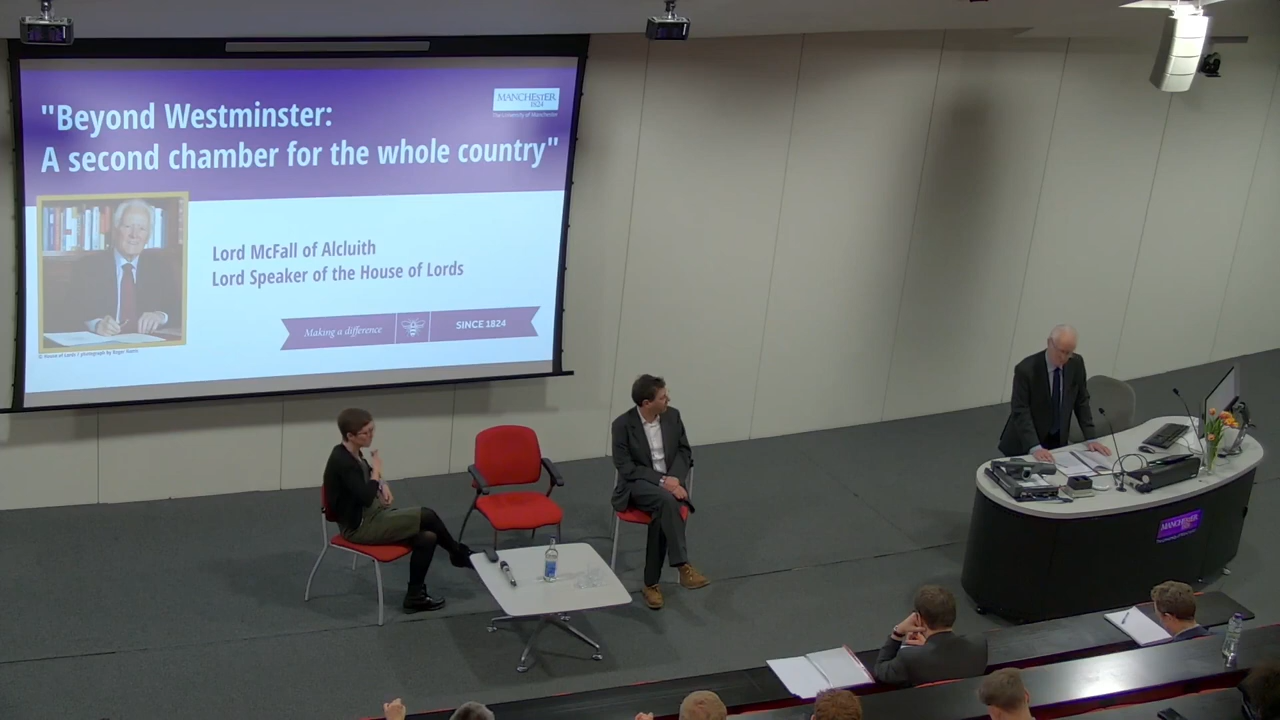 "Beyond Westminster:
A second chamber for the whole country"
MANCHESTER
1824
The University of Manchester
Lord McFall of Alcluith
Lord Speaker of the House of Lords
Making a difference
SINCE 1824
MANCHESTER